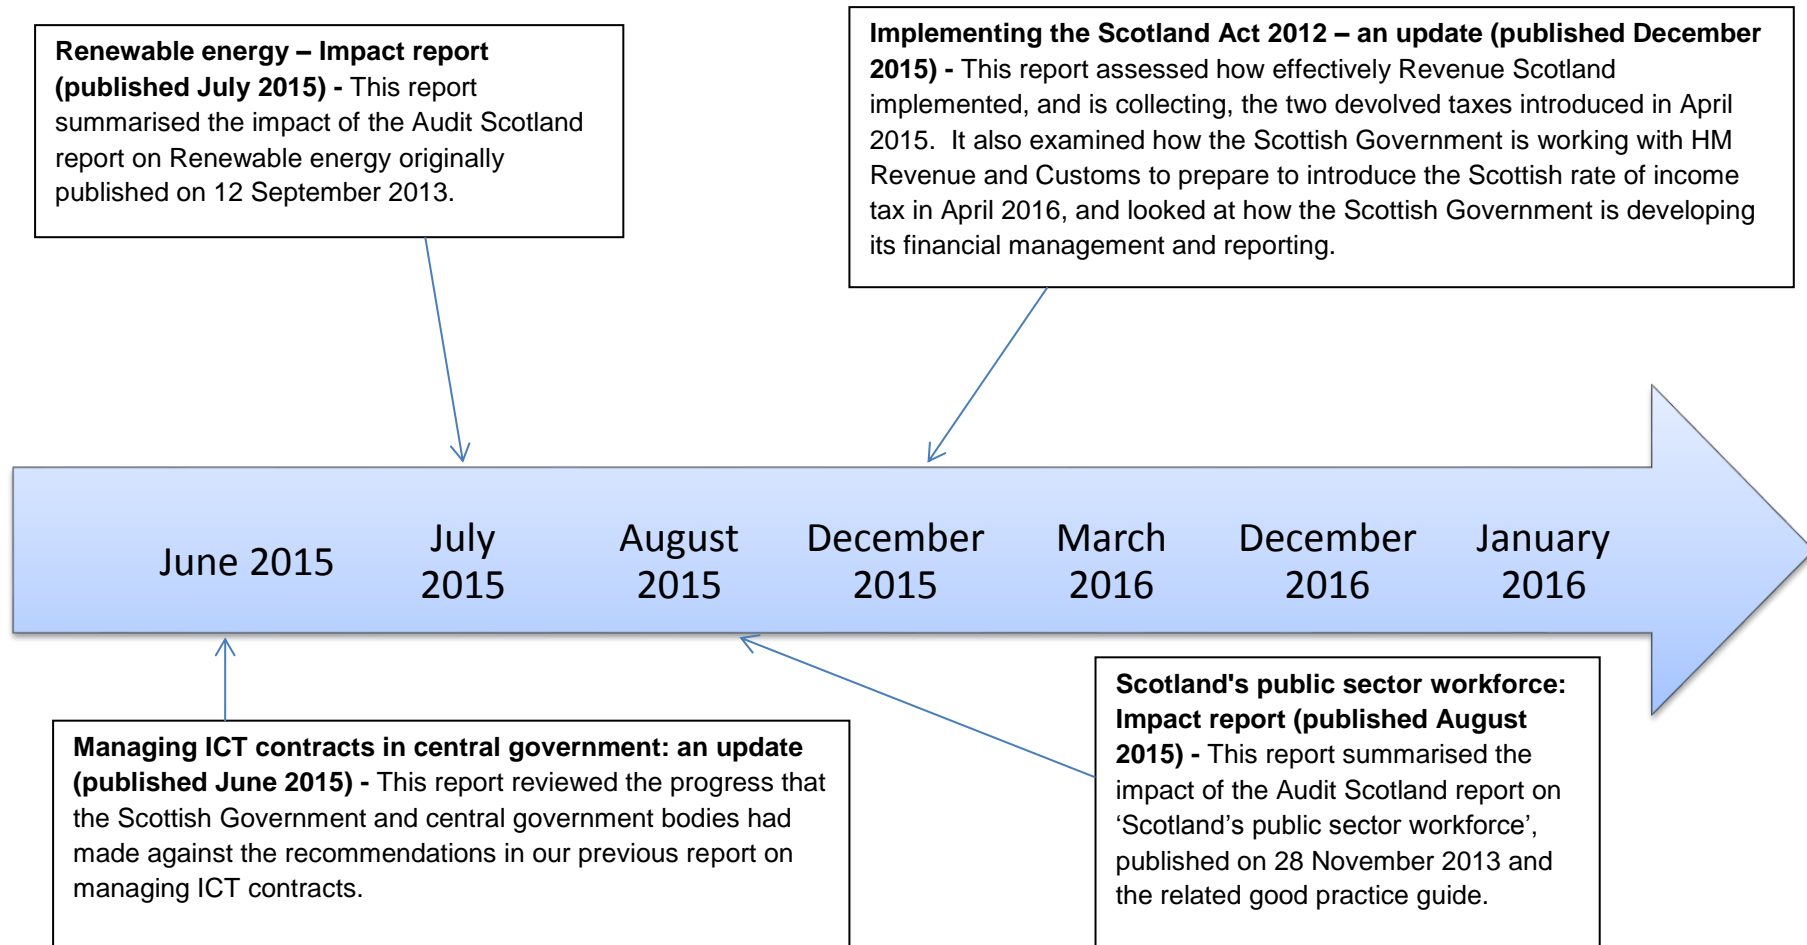 Renewable energy – Impact report
(published July 2015) - This report
summarised the impact of the Audit Scotland
report on Renewable energy originally
published on 12 September 2013.
Implementing the Scotland Act 2012 – an update (published December
2015) - This report assessed how effectively Revenue Scotland
implemented, and is collecting, the two devolved taxes introduced in April
2015.  It also examined how the Scottish Government is working with HM
Revenue and Customs to prepare to introduce the Scottish rate of income
tax in April 2016, and looked at how the Scottish Government is developing
its financial management and reporting.
June 2015
July
2015
August
2015
December
2015
March
2016
December
2016
January
2016
Managing ICT contracts in central government: an update
(published June 2015) - This report reviewed the progress that
the Scottish Government and central government bodies had
made against the recommendations in our previous report on
managing ICT contracts.
Scotland's public sector workforce:
Impact report (published August
2015) - This report summarised the
impact of the Audit Scotland report on
‘Scotland’s public sector workforce’,
published on 28 November 2013 and
the related good practice guide.